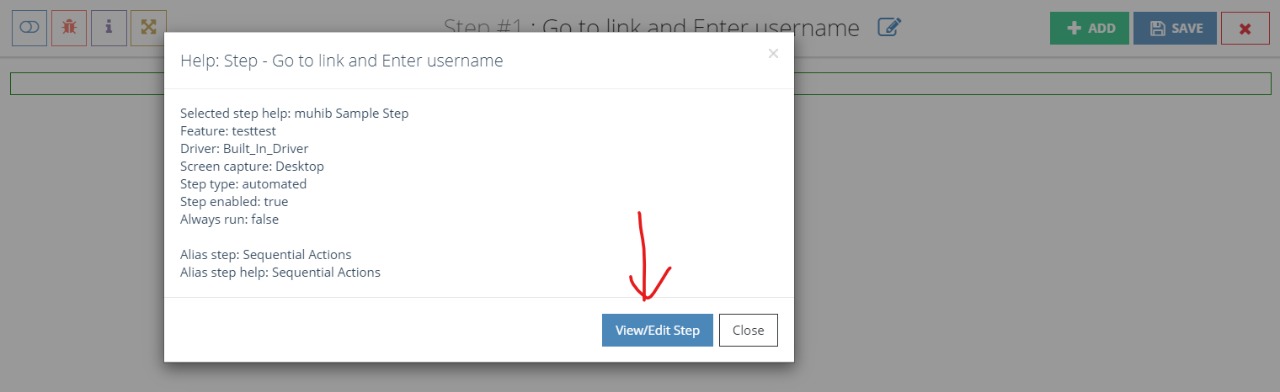 Step #1 : Go to link and Enter username
ADD
SAVE
Help: Step - Go to link and Enter username
Selected step help: muhib Sample Step
Feature: testtest
Driver: Built_In_Driver
Screen capture: Desktop
Step type: automated
Step enabled: true
Always run: false
Alias step: Sequential Actions
Alias step help: Sequential Actions
View/Edit Step
Close